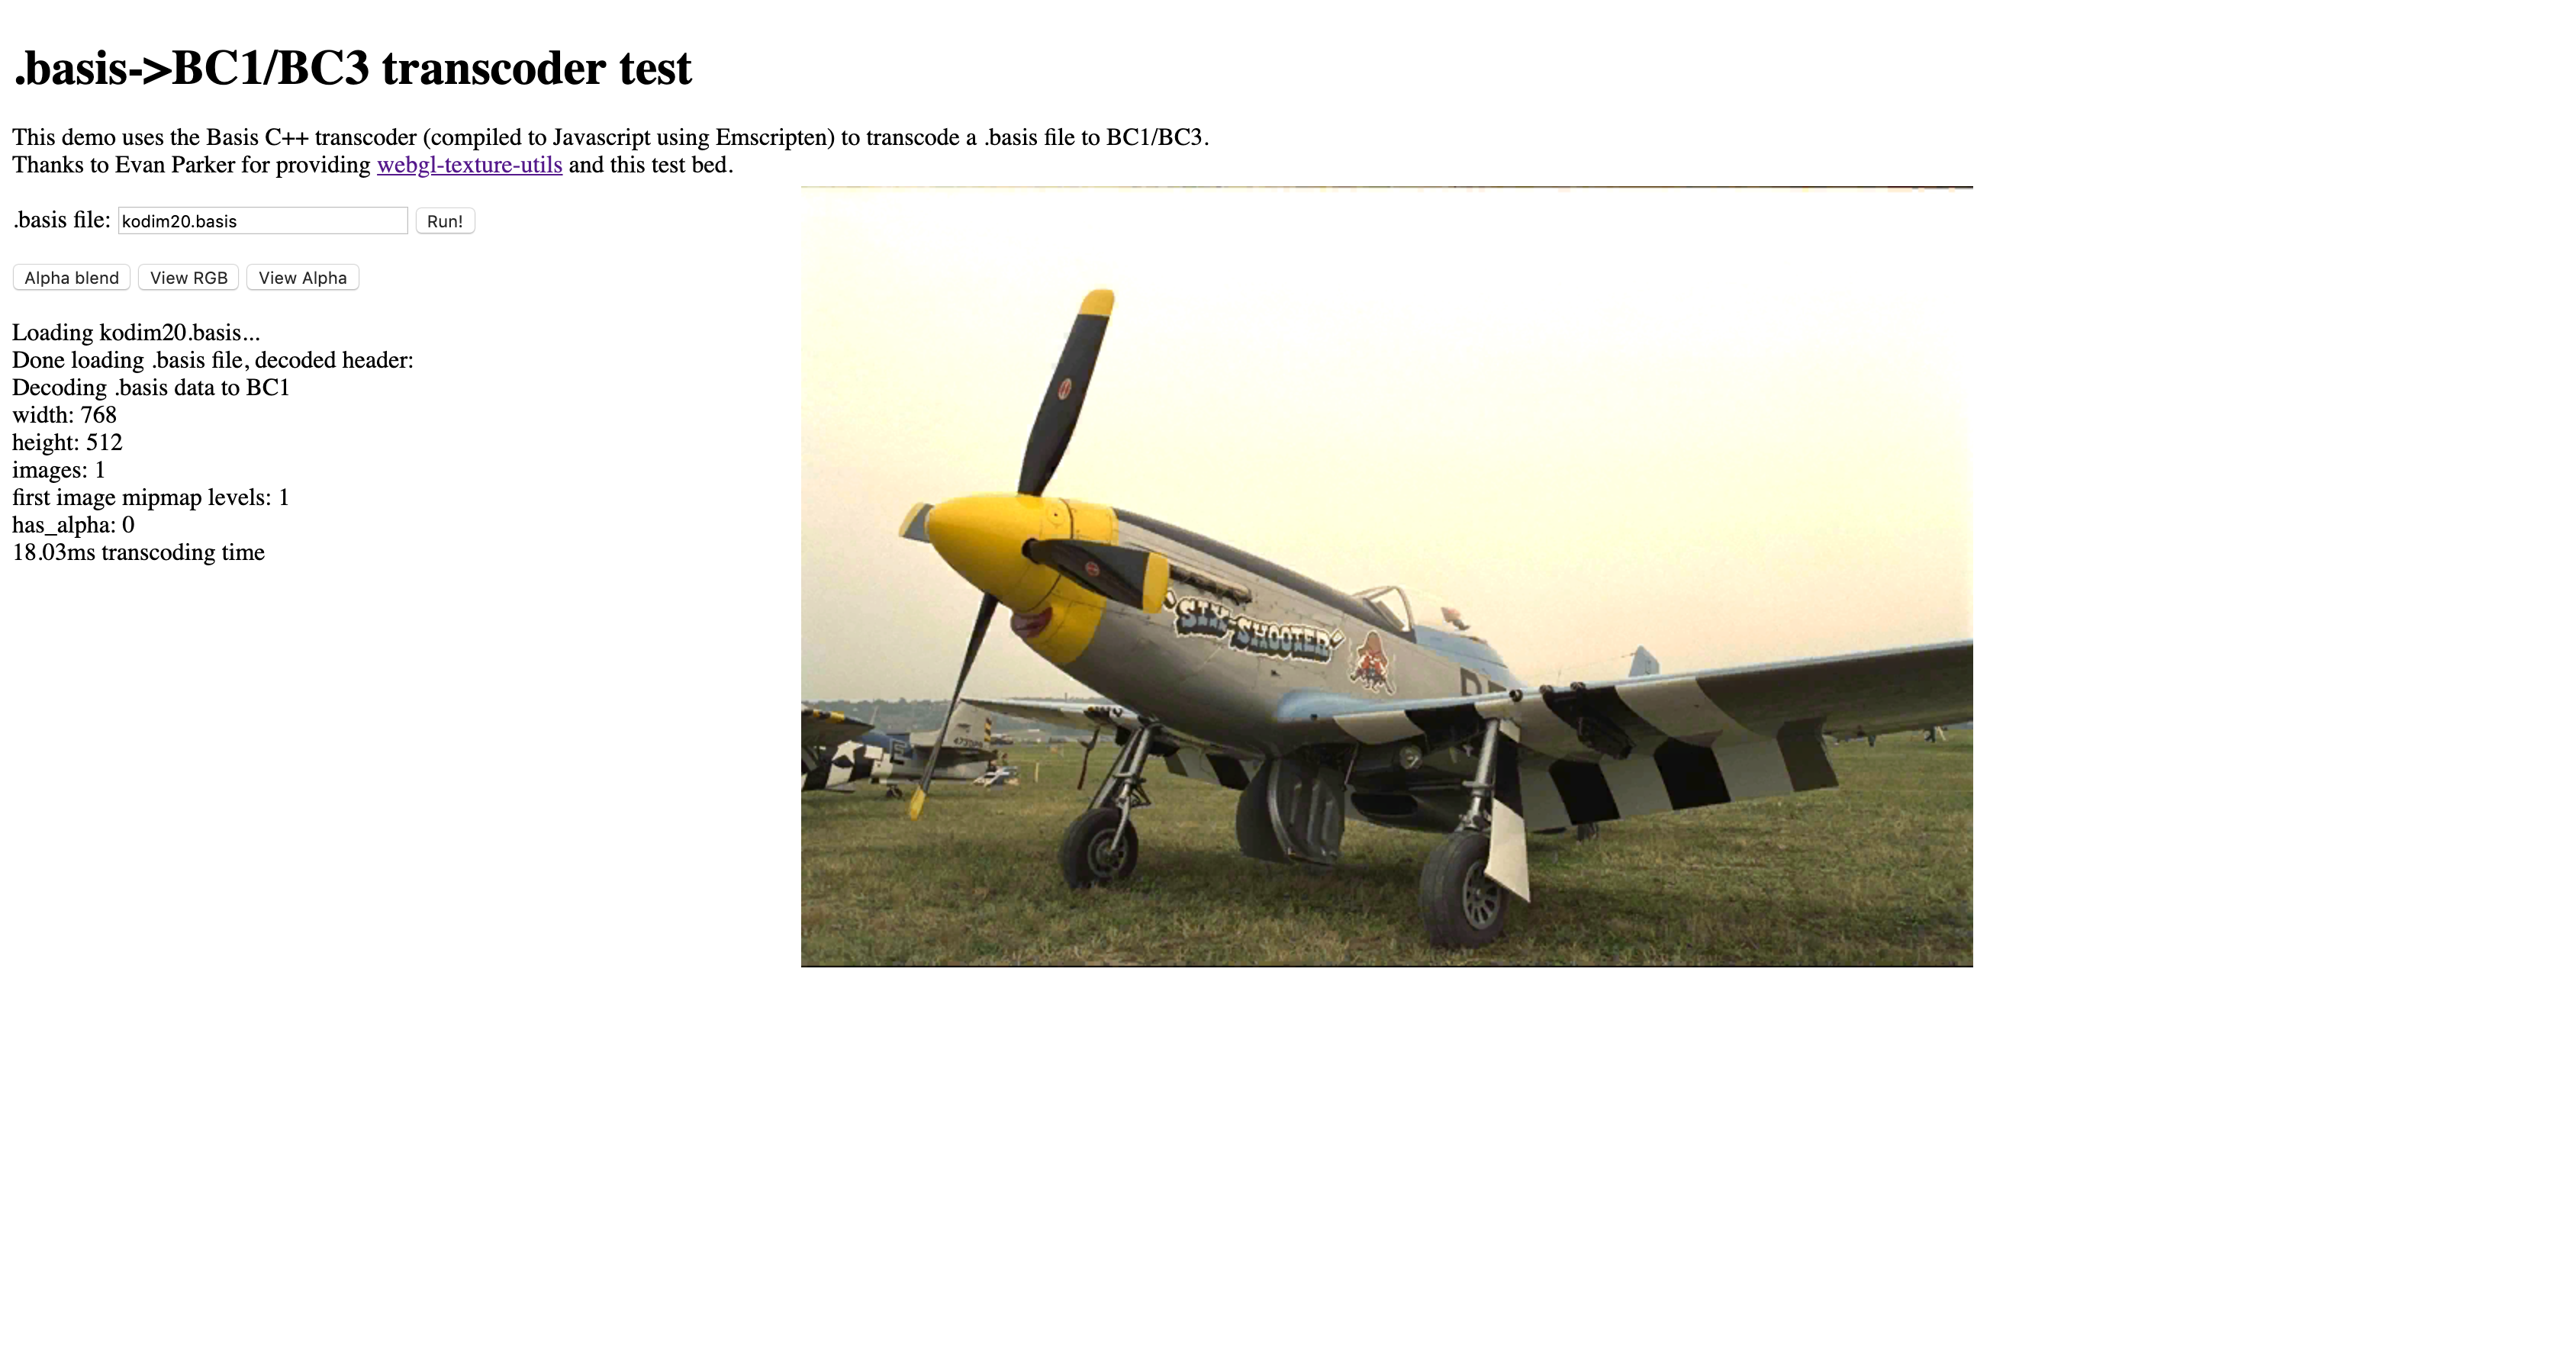 .basis->BC1/BC3 transcoder test
This demo uses the Basis C++ transcoder (compiled to Javascript using Emscripten) to transcode a .basis file to BC1/BC3.
Thanks to Evan Parker for providing webgl-texture-utils and this test bed.
.basis file: kodim20.basis Run!
Alpha blend View RGB View Alpha
Loading kodim20.basis...
Done loading .basis file, decoded header:
Decoding .basis data to BC1
width: 768
height: 512
images: 1
first image mipmap levels: 1
has_alpha: 0
18.03ms transcoding time
"SIX-SHOOTER"
E